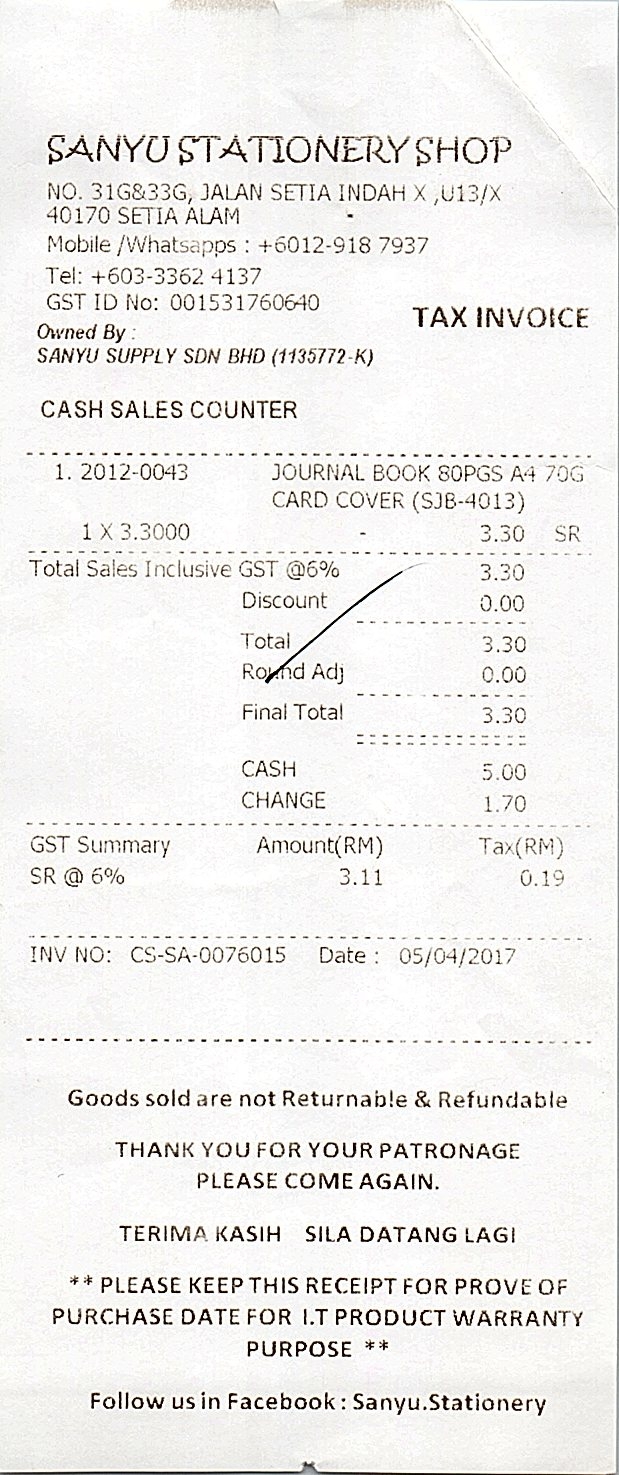 SANYU STATIONERY SHOP
NO. 31G&33G, JALAN SETIA INDAH X ,U13/X
40170 SETIA ALAM
Mobile /Whatsapps : +6012-918 7937
Tel: +603-3362 4137
GST ID No: 001531760640
TAX INVOICE
Owned By :
SANYU SUPPLY SDN BHD (1135772-K)
CASH SALES COUNTER
1. 2012-0043 JOURNAL BOOK 80PGS A4 70G
CARD COVER (SJB-4013)
1 X 3.3000 - 3.30 SR
Total Sales Inclusive GST @6% 3.30
Discount 0.00
Total 3.30
Round Adj 0.00
Final Total 3.30
CASH 5.00
CHANGE 1.70
GST Summary Amount(RM) Tax(RM)
SR @ 6% 3.11 0.19
INV NO: CS-SA-0076015 Date : 05/04/2017
Goods sold are not Returnable & Refundable
THANK YOU FOR YOUR PATRONAGE
PLEASE COME AGAIN.
TERIMA KASIH SILA DATANG LAGI
** PLEASE KEEP THIS RECEIPT FOR PROVE OF
PURCHASE DATE FOR I.T PRODUCT WARRANTY
PURPOSE **
Follow us in Facebook : Sanyu.Stationery